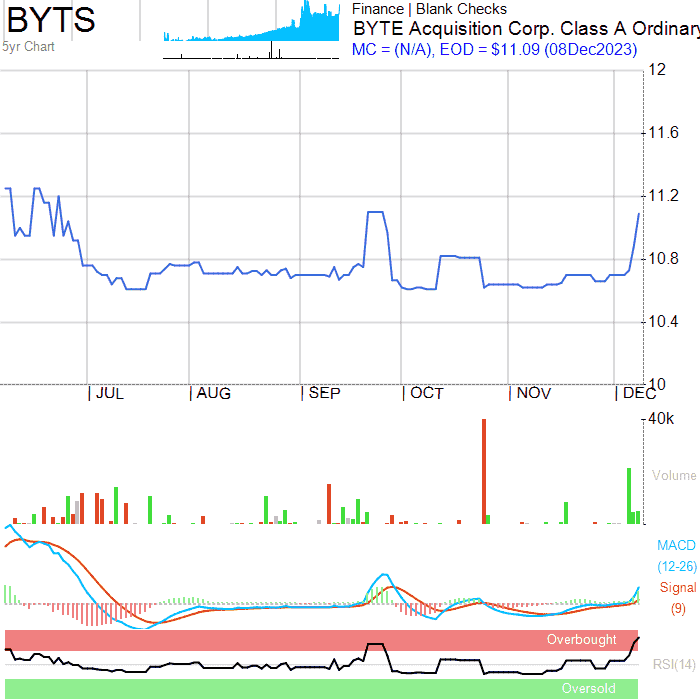 BYTS
5yr Chart
Finance | Blank Checks
BYTE Acquisition Corp. Class A Ordinary
MC = (N/A), EOD = $11.09 (08Dec2023)
12
11.6
11.2
10.8
10.4
10
JUL AUG SEP OCT NOV DEC
40k
Volume
MACD
(12-26)
Signal
(9)
Overbought
RSI(14)
Oversold